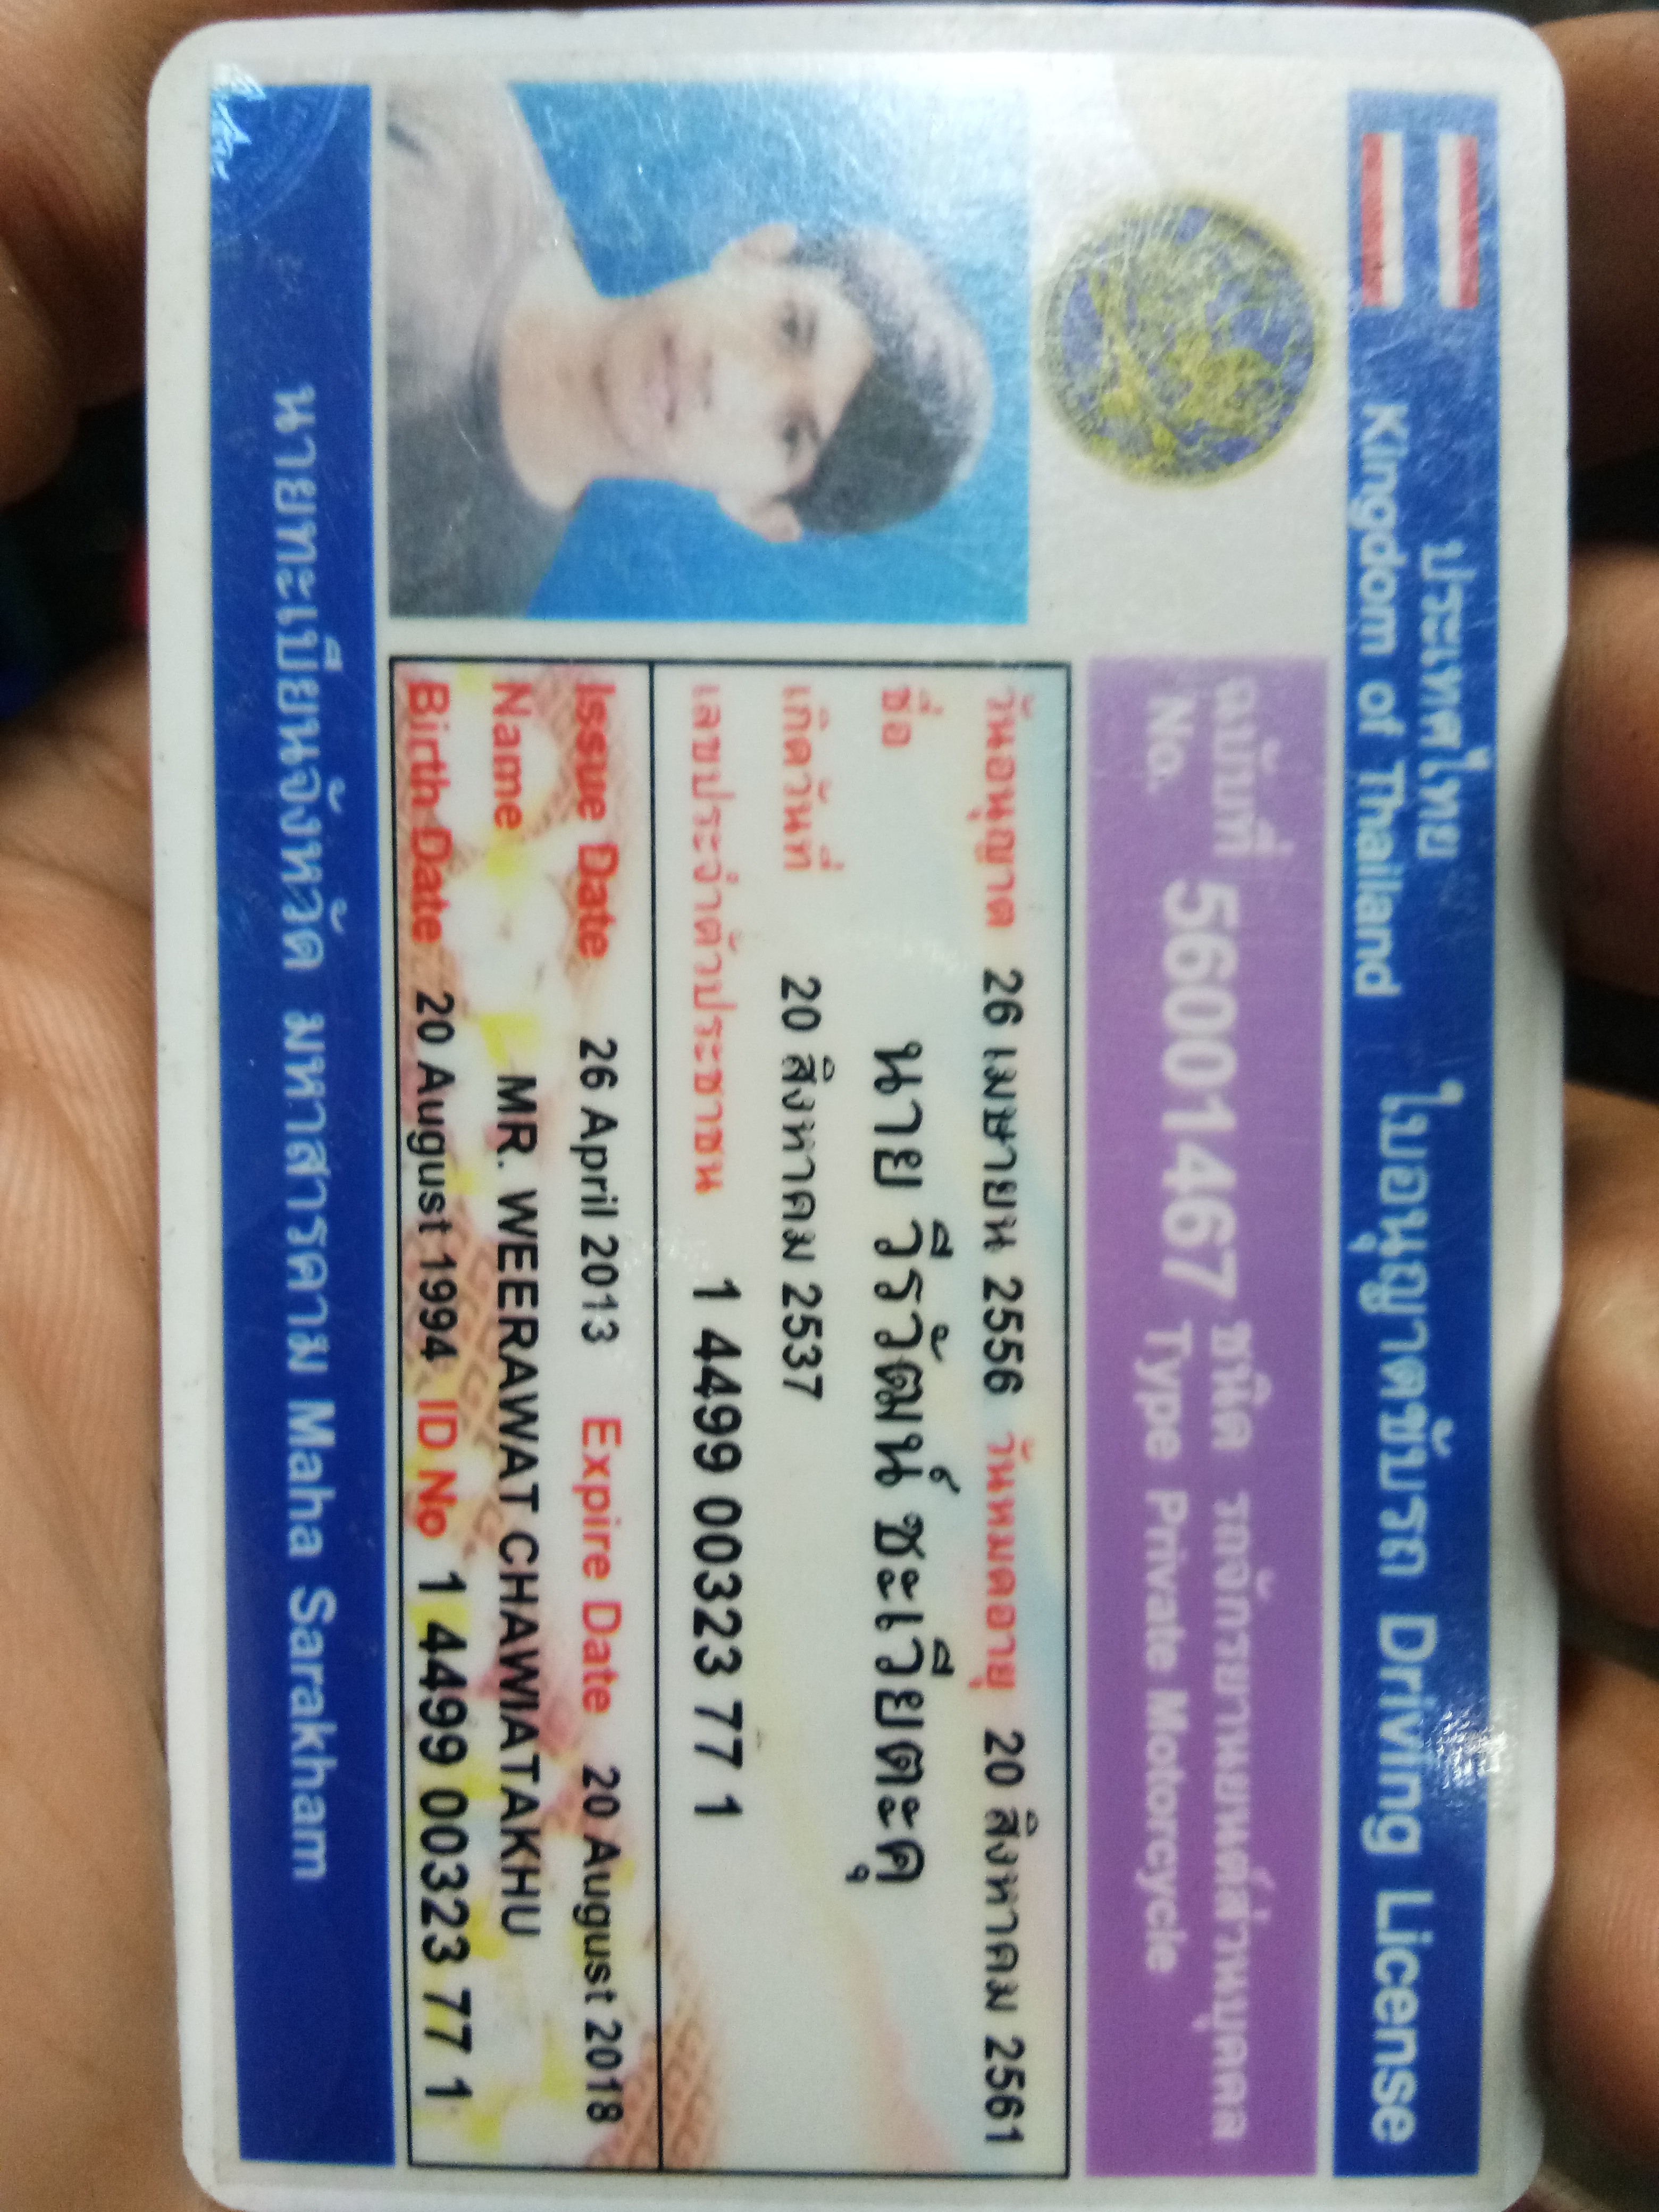 ประเทศไทย ใบอนุญาตขับรถ Driving License
Kingdom of Thailand
ฉบับที่ 56001467 ชนิด รถจักรยานยนต์ส่วนบุคคล
No. Type Private Motorcycle
วันอนุญาต 26 เมษายน 2556 วันหมดอายุ 20 สิงหาคม 2561
ชื่อ นาย วีรวัฒน์ ชะเวียตะคุ
เกิดวันที่ 20 สิงหาคม 2537
เลขประจำตัวประชาชน 1 4499 00323 77 1
Issue Date 26 April 2013 Expire Date 20 August 2018
Name MR. WEERAWAT CHAWIATAKHU
Birth Date 20 August 1994 ID No 1 4499 00323 77 1
นายทะเบียนจังหวัด มหาสารคาม Maha Sarakham